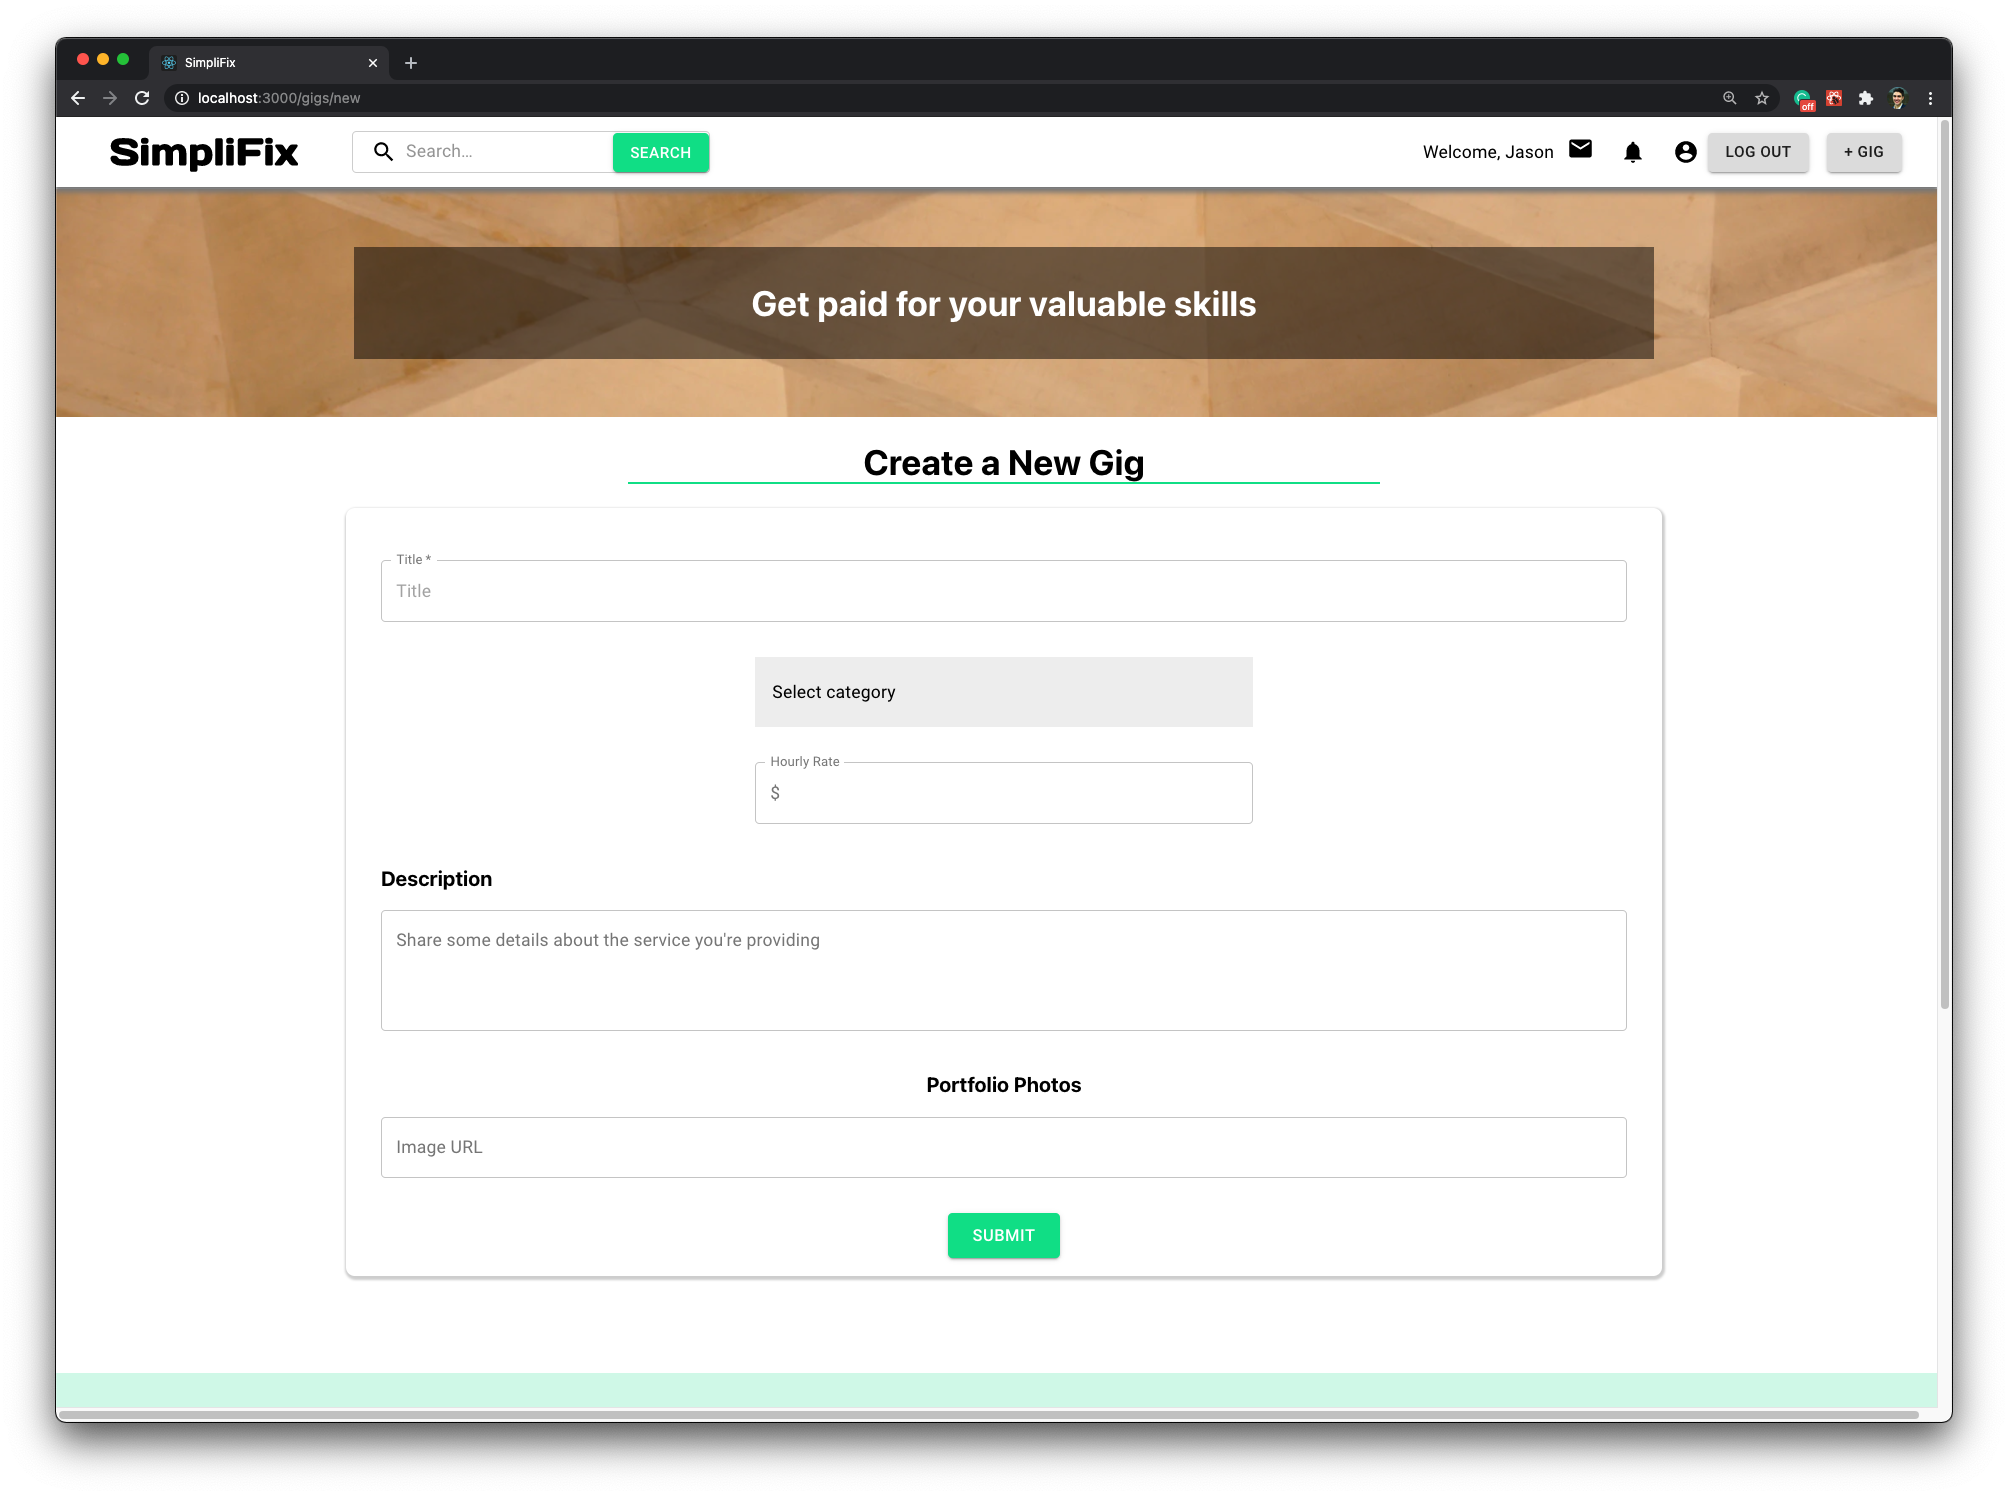 SimpliFix
localhost:3000/gigs/new
off
SimpliFix
Search...
SEARCH
Welcome, Jason
LOG OUT
+ GIG
Get paid for your valuable skills
Create a New Gig
Title *
Title
Select category
Hourly Rate
$
Description
Share some details about the service you're providing
Portfolio Photos
Image URL
SUBMIT